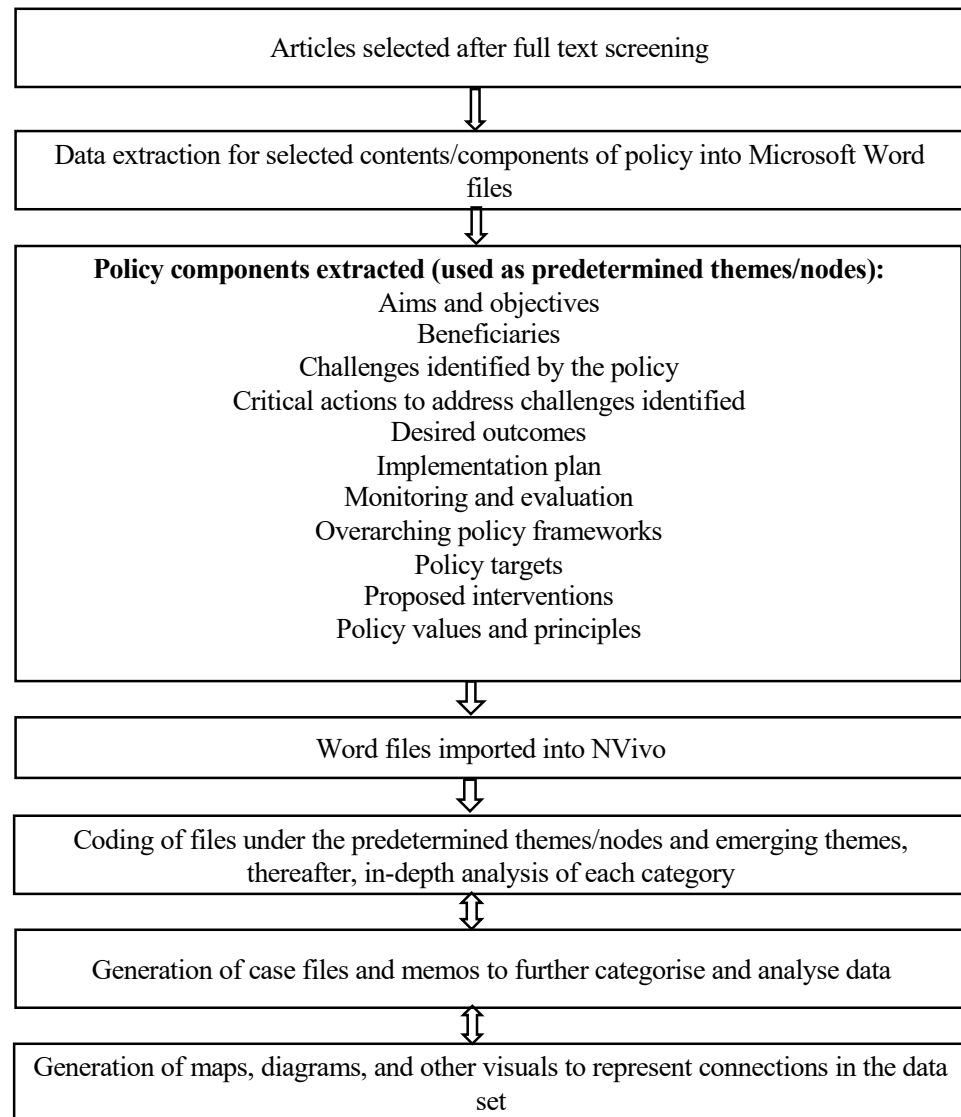 Articles selected after full text screening
Data extraction for selected contents/components of policy into Microsoft Word
files
Policy components extracted (used as predetermined themes/nodes):
Aims and objectives
Beneficiaries
Challenges identified by the policy
Critical actions to address challenges identified
Desired outcomes
Implementation plan
Monitoring and evaluation
Overarching policy frameworks
Policy targets
Proposed interventions
Policy values and principles
Word files imported into NVivo
Coding of files under the predetermined themes/nodes and emerging themes,
thereafter, in-depth analysis of each category
Generation of case files and memos to further categorise and analyse data
Generation of maps, diagrams, and other visuals to represent connections in the data
set